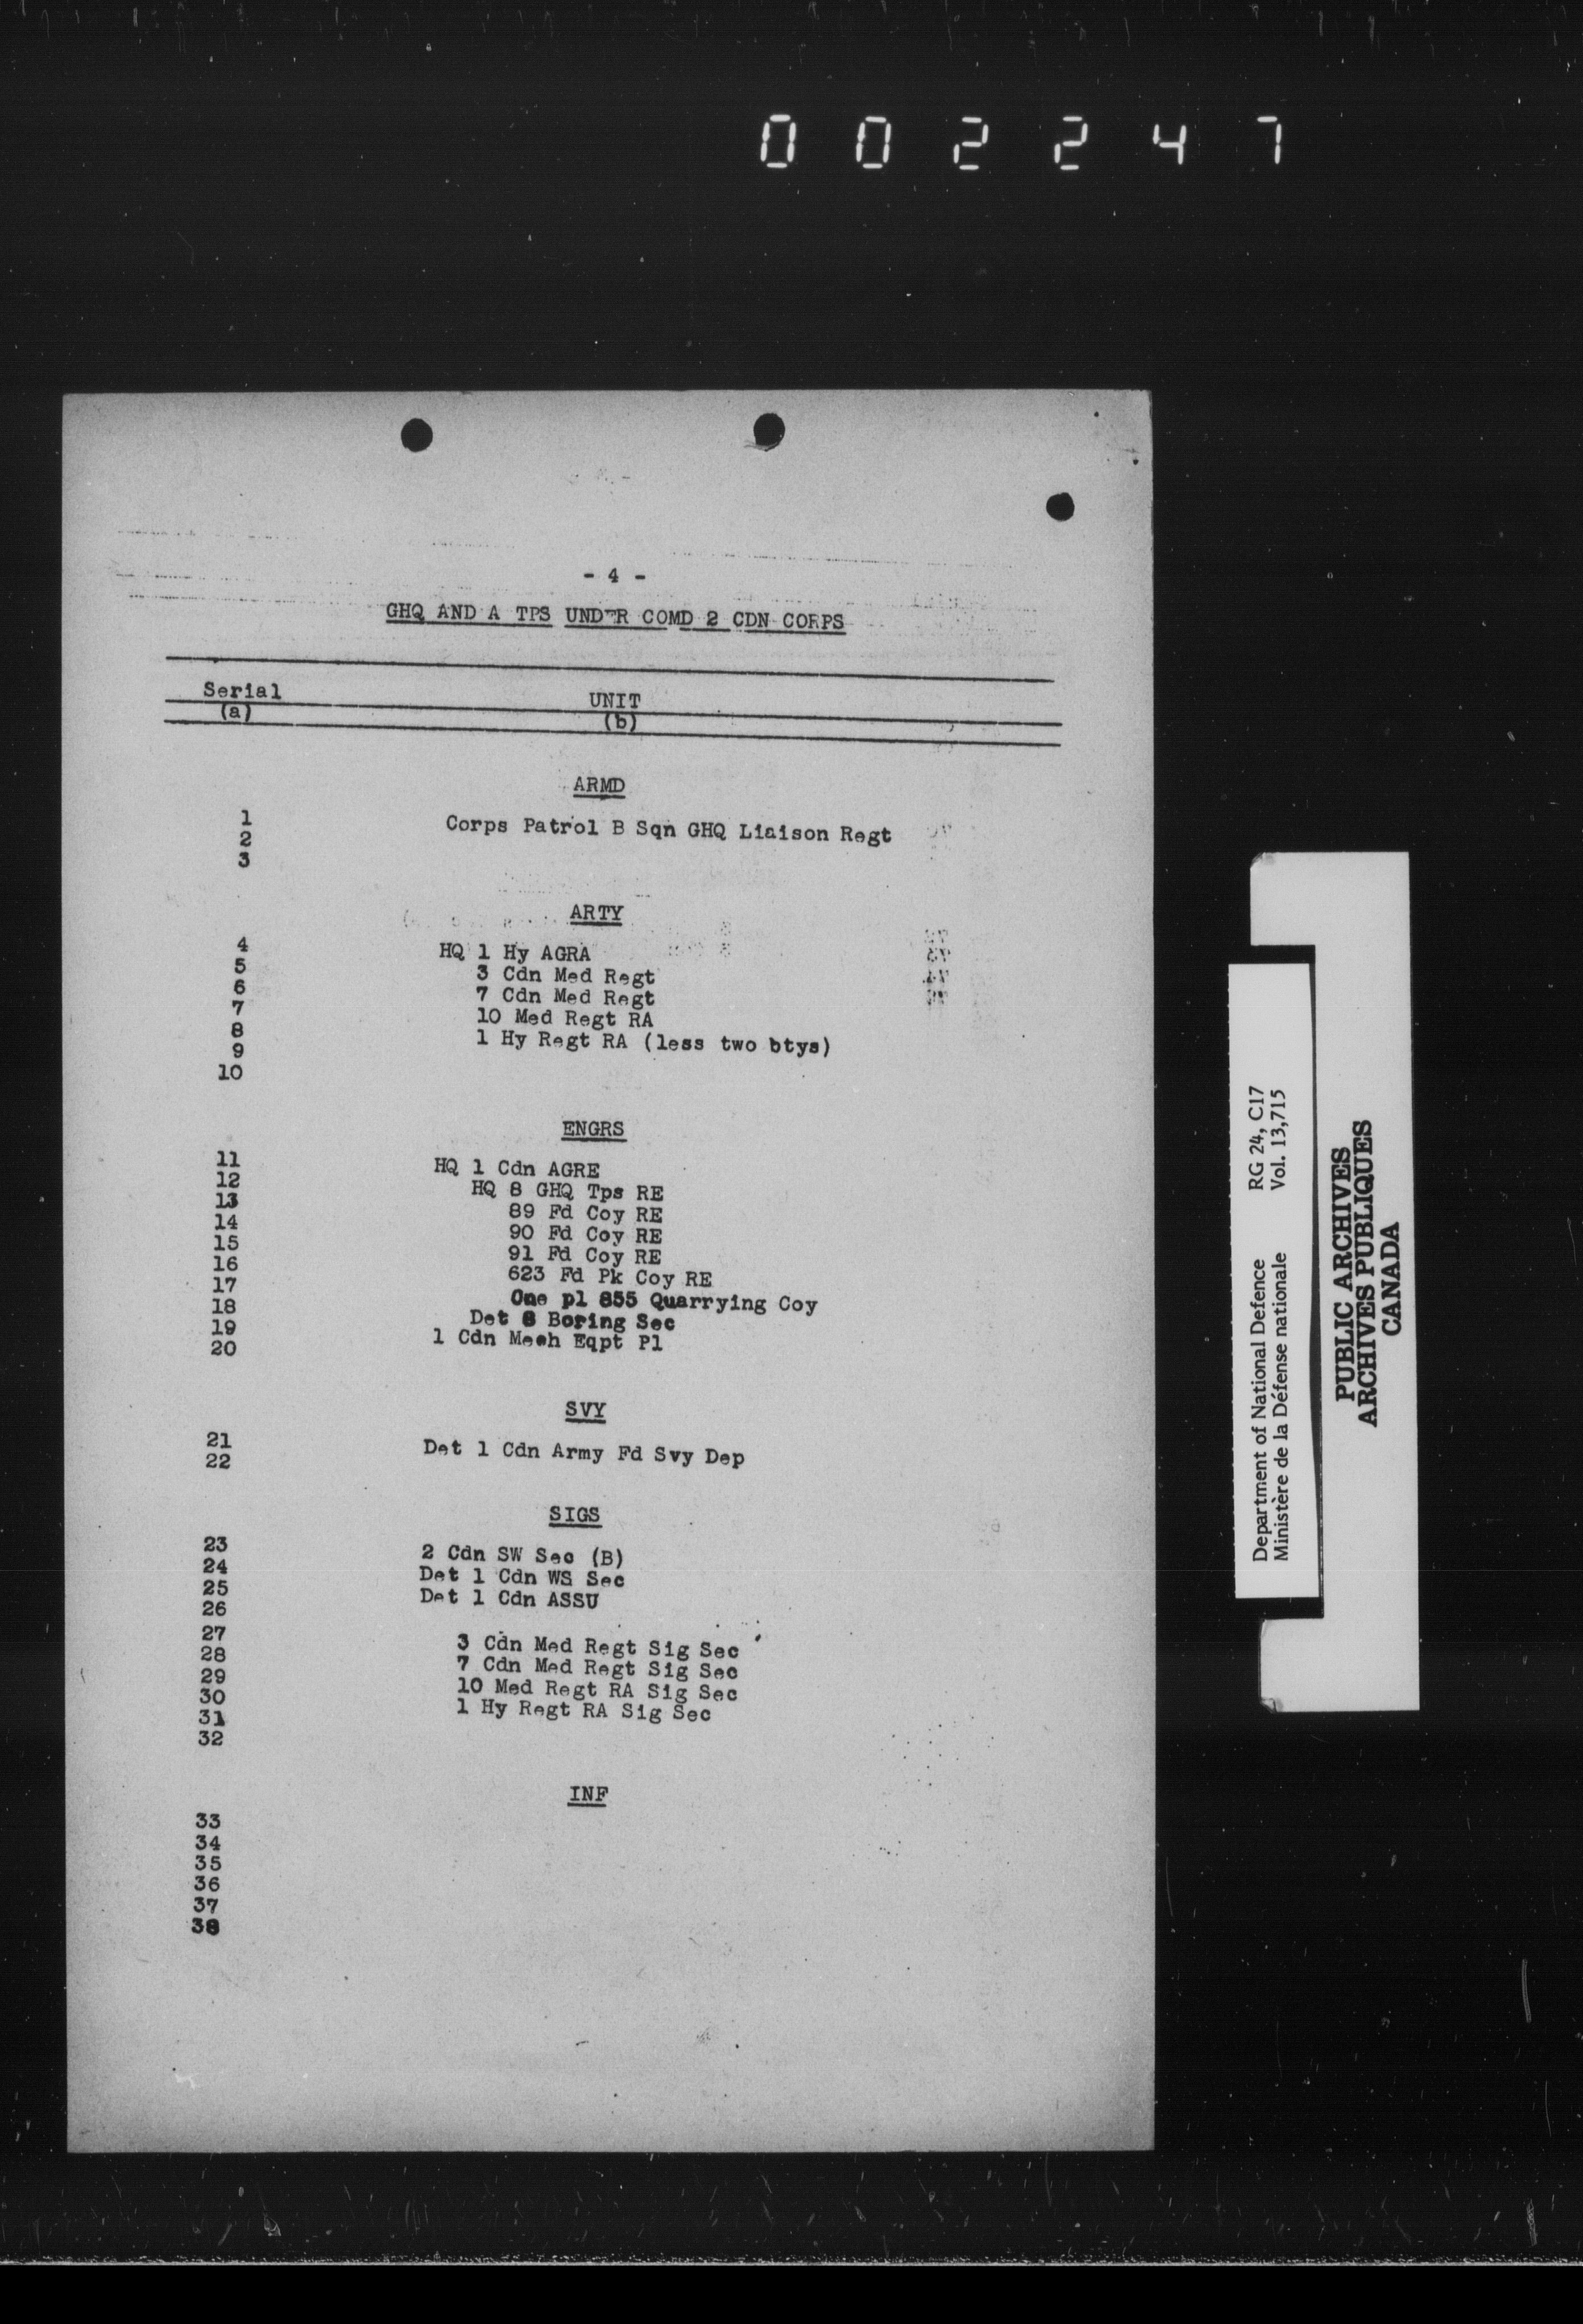 002247
- 4 -
GHQ AND A TPS UNDER COMD 2 CDN CORPS
Serial UNIT
(a) (b)
ARMD
1 Corps Patrol B Sqn GHQ Liaison Regt
2
3
ARTY
4 HQ 1 Hy AGRA
5 3 Cdn Med Regt
6 7 Cdn Med Regt
7 10 Med Regt RA
8 1 Hy Regt RA (less two btys)
9
10
ENGRS
11 HQ 1 Cdn AGRE
12 HQ 8 GHQ Tps RE
13 89 Fd Coy RE
14 90 Fd Coy RE
15 91 Fd Coy RE
16 623 Fd Pk Coy RE
17 One pl 855 Quarrying Coy
18 Det 8 Boring Sec
19 1 Cdn Mech Eqpt Pl
20
SVY
21 Det 1 Cdn Army Fd Svy Dep
22
SIGS
23 2 Cdn SW Sec (B)
24 Det 1 Cdn WS Sec
25 Det 1 Cdn ASSU
26
27 3 Cdn Med Regt Sig Sec
28 7 Cdn Med Regt Sig Sec
29 10 Med Regt RA Sig Sec
30 1 Hy Regt RA Sig Sec
31
32
INF
33
34
35
36
37
38
Department of National Defence RG 24, C17
Ministère de la Défense nationale Vol. 13,715
PUBLIC ARCHIVES
ARCHIVES PUBLIQUES
CANADA